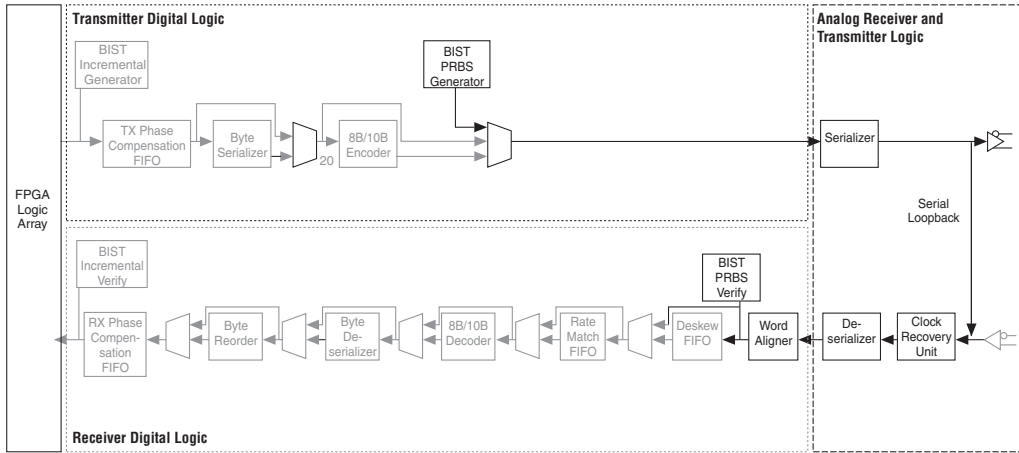 Transmitter Digital Logic
Analog Receiver and
Transmitter Logic
BIST
Incremental
Generator
BIST
PRBS
Generator
TX Phase
Compensation
FIFO
Byte
Serializer
20
8B/10B
Encoder
Serializer
FPGA
Logic
Array
Serial
Loopback
BIST
Incremental
Verify
BIST
PRBS
Verify
RX Phase
Compen-
sation
FIFO
Byte
Reorder
Byte
De-
serializer
8B/10B
Decoder
Rate
Match
FIFO
Deskew
FIFO
Word
Aligner
De-
serializer
Clock
Recovery
Unit
Receiver Digital Logic